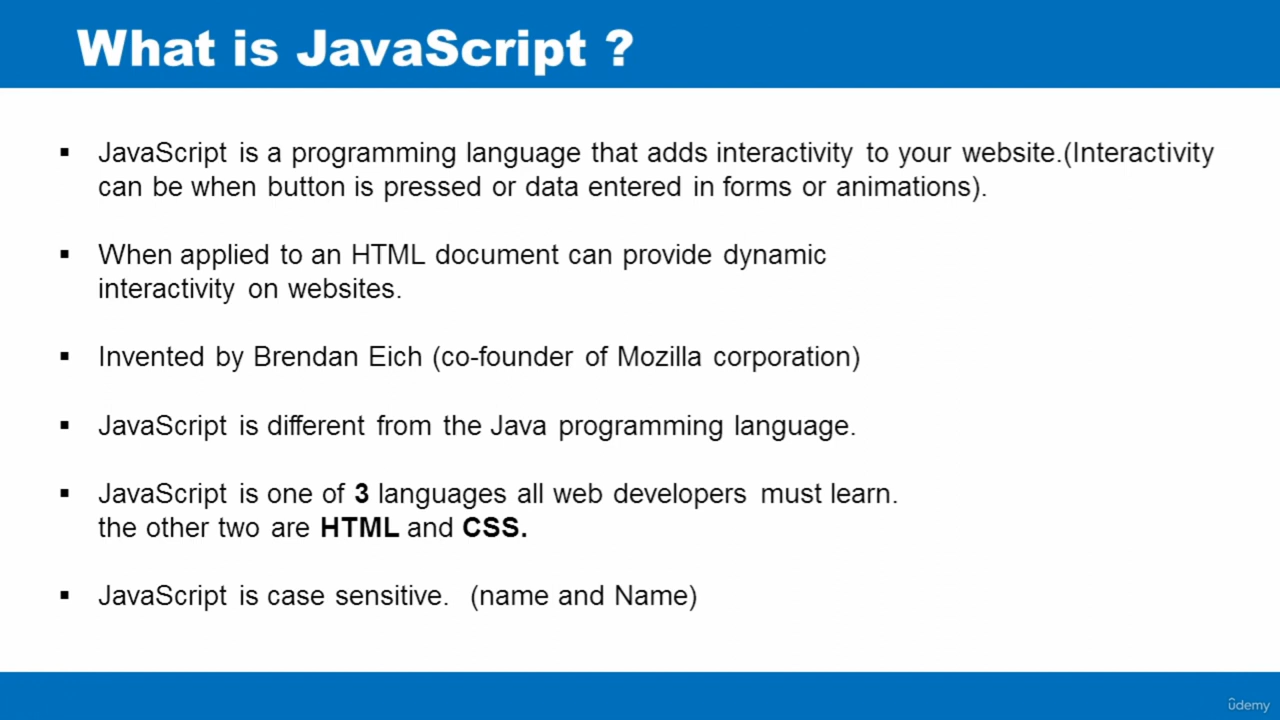 What is JavaScript ?
▪ JavaScript is a programming language that adds interactivity to your website.(Interactivity
can be when button is pressed or data entered in forms or animations).
▪ When applied to an HTML document can provide dynamic
interactivity on websites.
▪ Invented by Brendan Eich (co-founder of Mozilla corporation)
▪ JavaScript is different from the Java programming language.
▪ JavaScript is one of 3 languages all web developers must learn.
the other two are HTML and CSS.
▪ JavaScript is case sensitive. (name and Name)
udemy